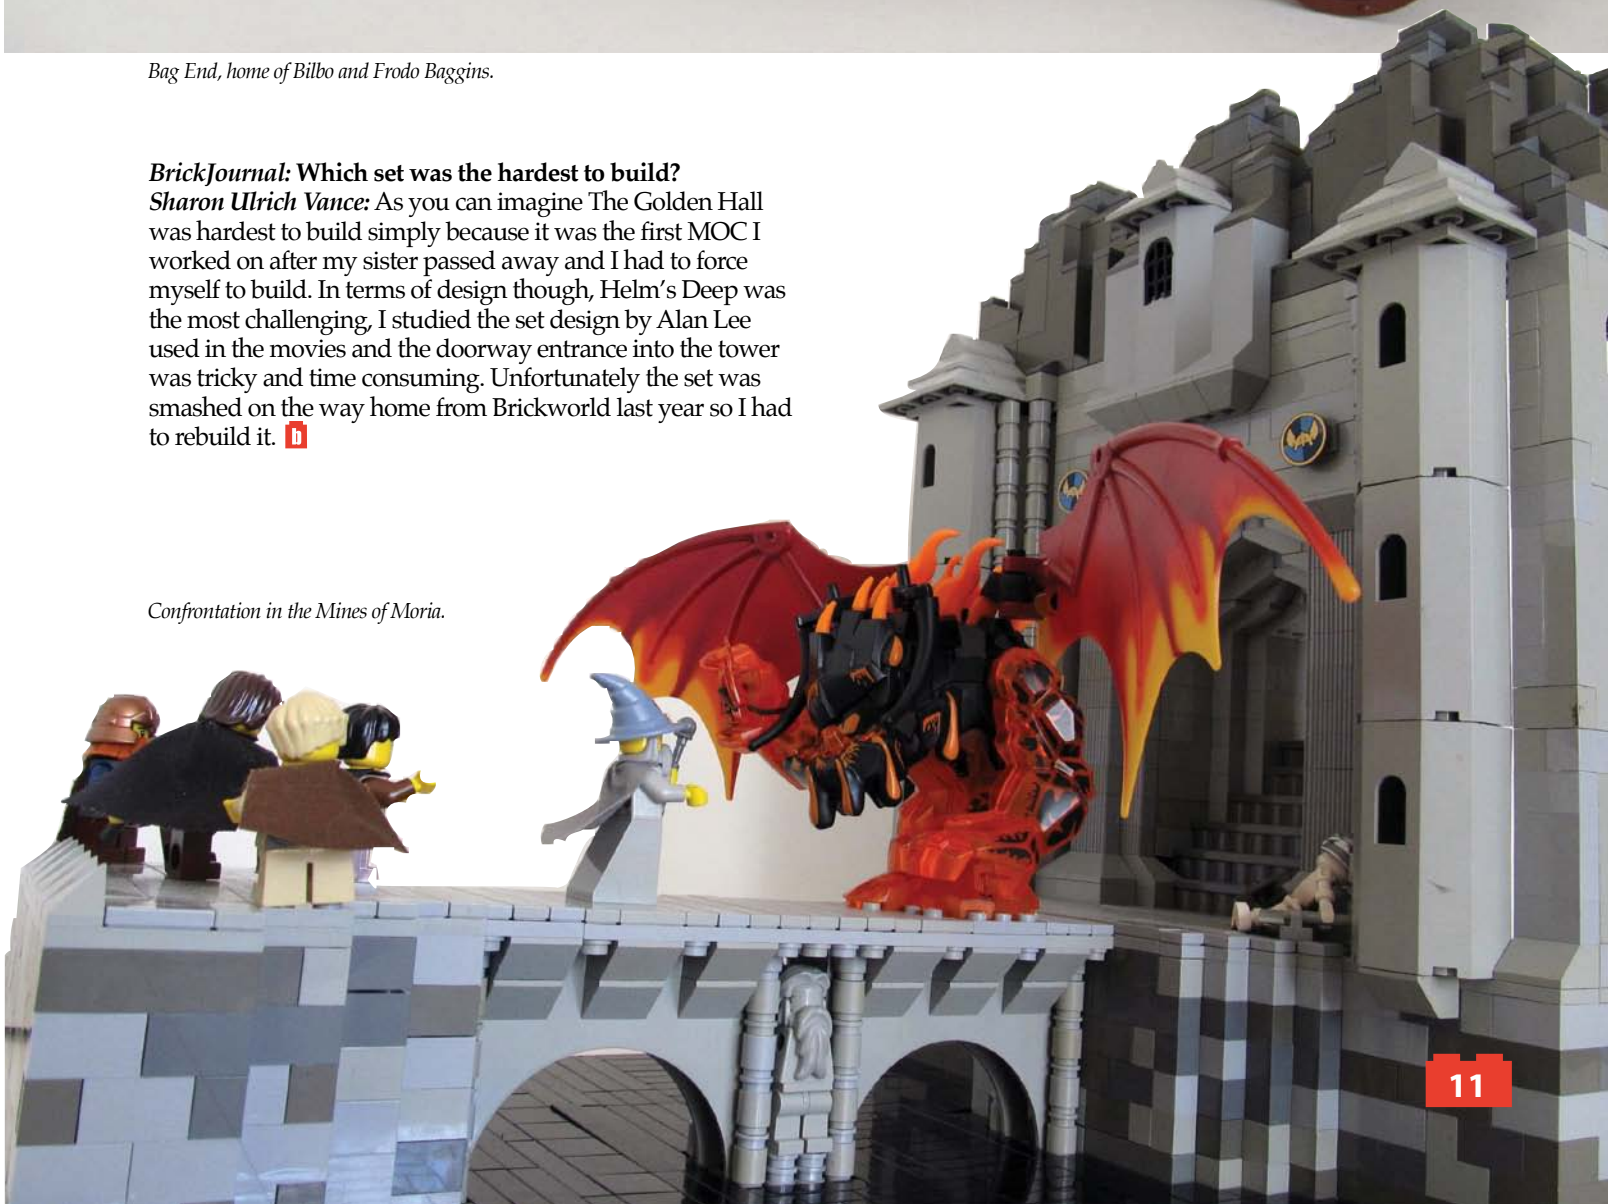 Bag End, home of Bilbo and Frodo Baggins.
BrickJournal: Which set was the hardest to build?
Sharon Ulrich Vance: As you can imagine The Golden Hall
was hardest to build simply because it was the first MOC I
worked on after my sister passed away and I had to force
myself to build. In terms of design though, Helm's Deep was
the most challenging, I studied the set design by Alan Lee
used in the movies and the doorway entrance into the tower
was tricky and time consuming. Unfortunately the set was
smashed on the way home from Brickworld last year so I had
to rebuild it. b
Confrontation in the Mines of Moria.
11